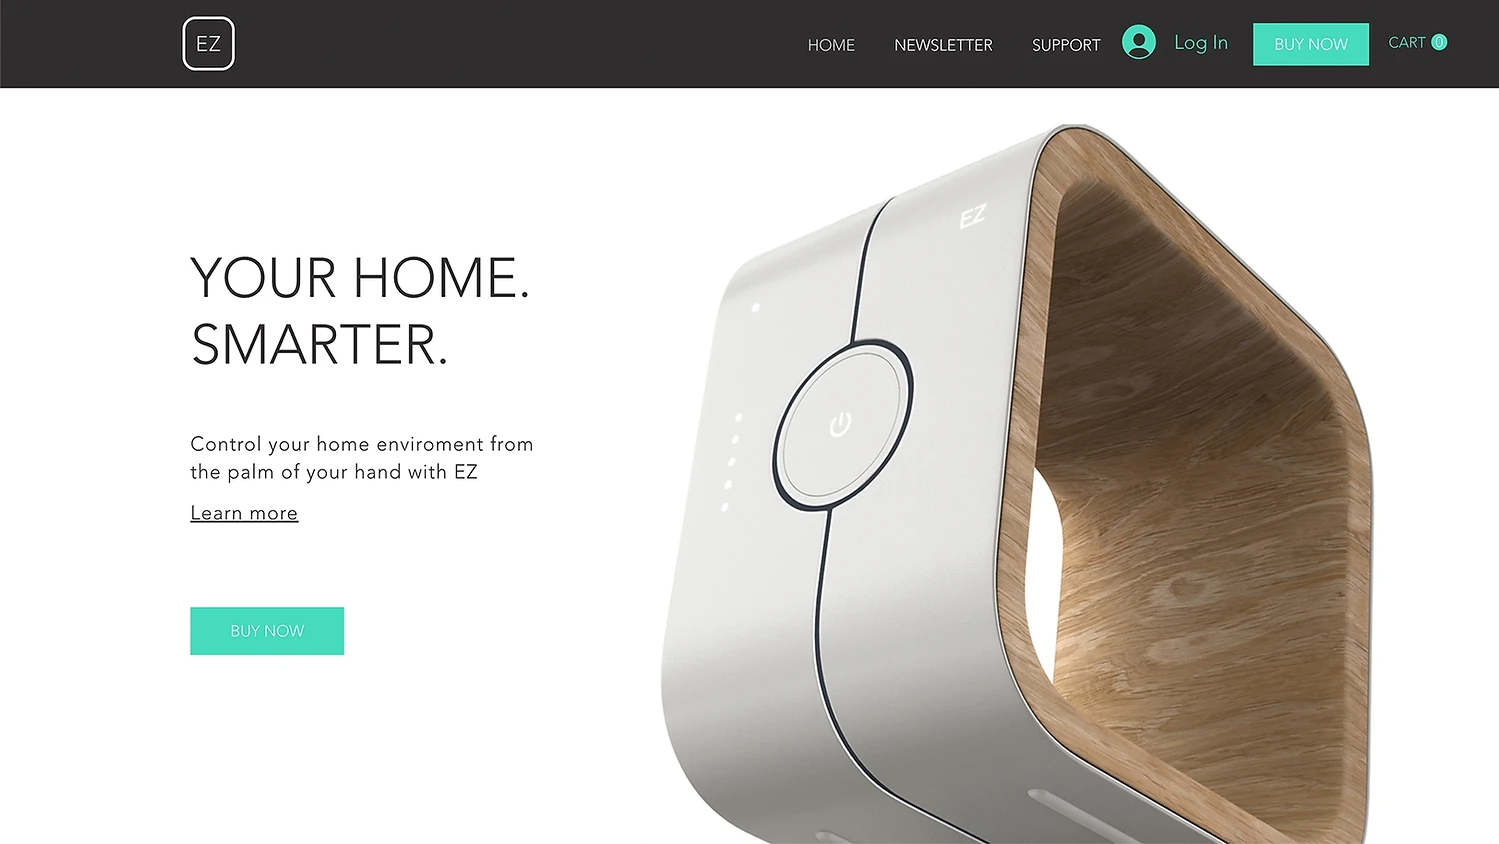 EZ
HOME
NEWSLETTER
SUPPORT
Log In
BUY NOW
CART 0
YOUR HOME.
SMARTER.
Control your home enviroment from
the palm of your hand with EZ
Learn more
BUY NOW
EZ